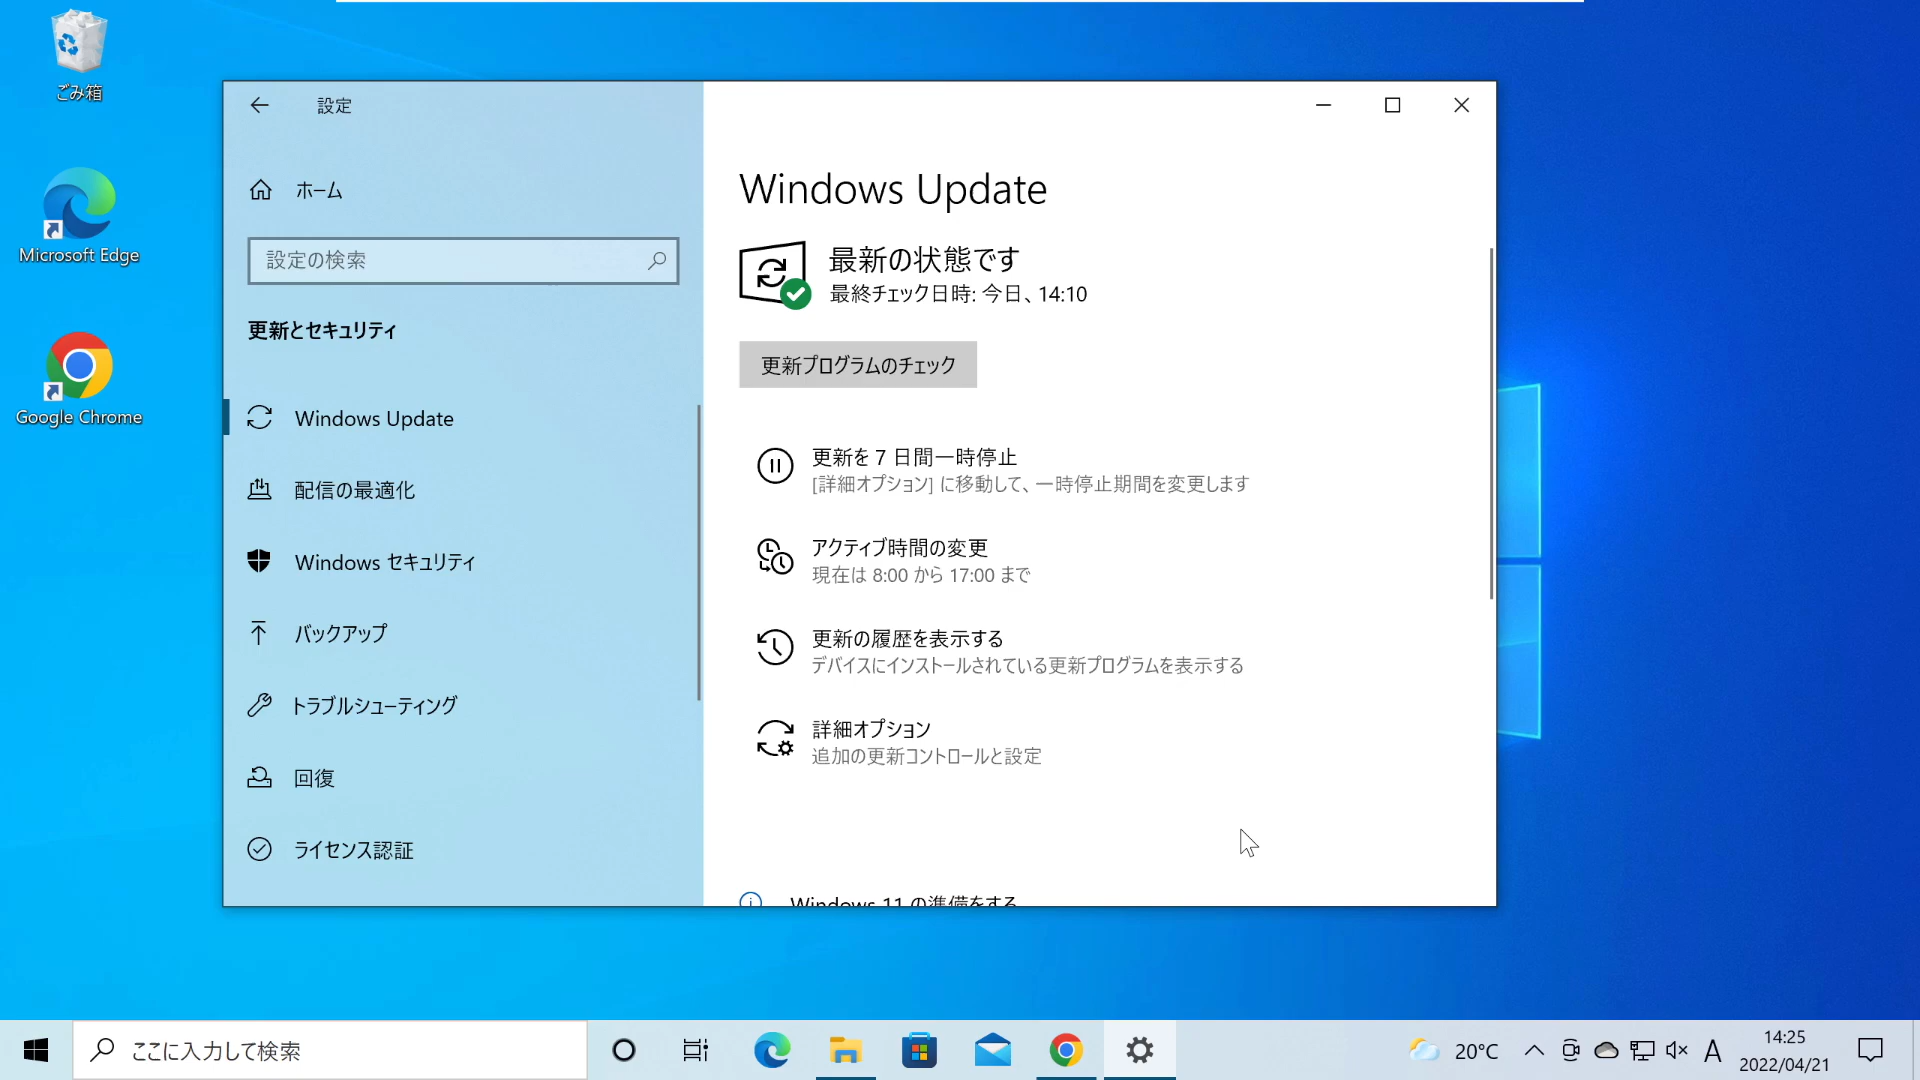 ごみ箱
Microsoft Edge
Google Chrome
設定
ホーム
設定の検索
更新とセキュリティ
Windows Update
配信の最適化
Windows セキュリティ
バックアップ
トラブルシューティング
回復
ライセンス認証
Windows Update
最新の状態です
最終チェック日時: 今日、14:10
更新プログラムのチェック
更新を 7 日間一時停止
[詳細オプション] に移動して、一時停止期間を変更します
アクティブ時間の変更
現在は 8:00 から 17:00 まで
更新の履歴を表示する
デバイスにインストールされている更新プログラムを表示する
詳細オプション
追加の更新コントロールと設定
Windows 11 の準備をする
ここに入力して検索
20°C
A
14:25
2022/04/21